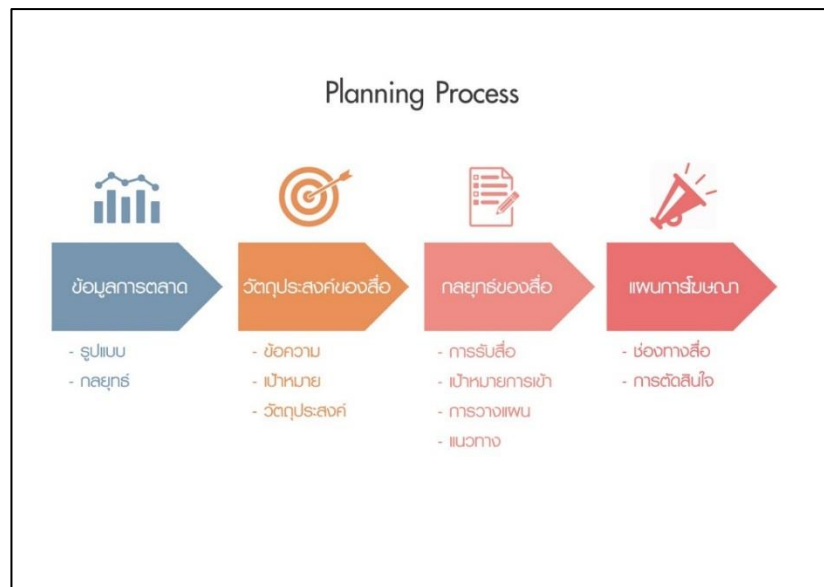 Planning Process
ข้อมูลการตลาด
- รูปแบบ
- กลยุทธ์
วัตถุประสงค์ของสื่อ
- ข้อความ
- เป้าหมาย
- วัตถุประสงค์
กลยุทธ์ของสื่อ
- การรับสื่อ
- เป้าหมายการเข้า
- การวางแผน
- แนวทาง
แผนการโฆษณา
- ช่องทางสื่อ
- การตัดสินใจ